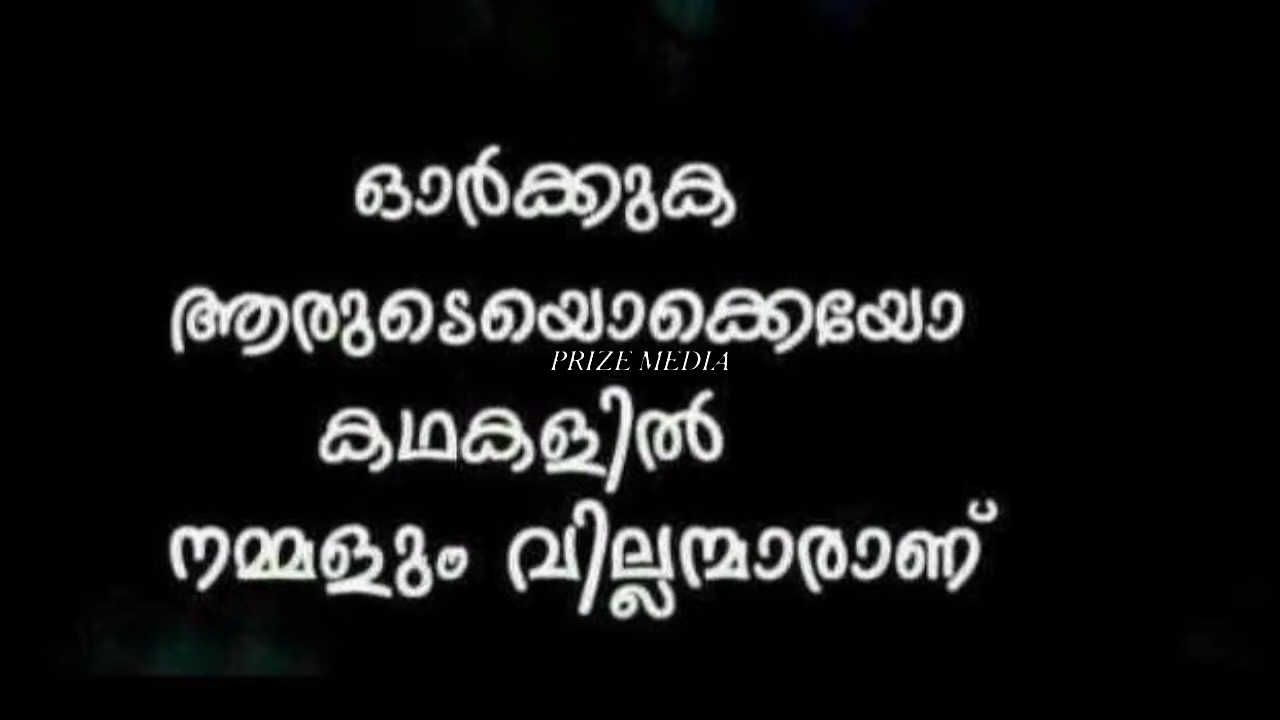 ഓർക്കുക
ആരുടെയൊക്കെയോ
PRIZE MEDIA
കഥകളിൽ
നമ്മളും വില്ലന്മാരാണ്